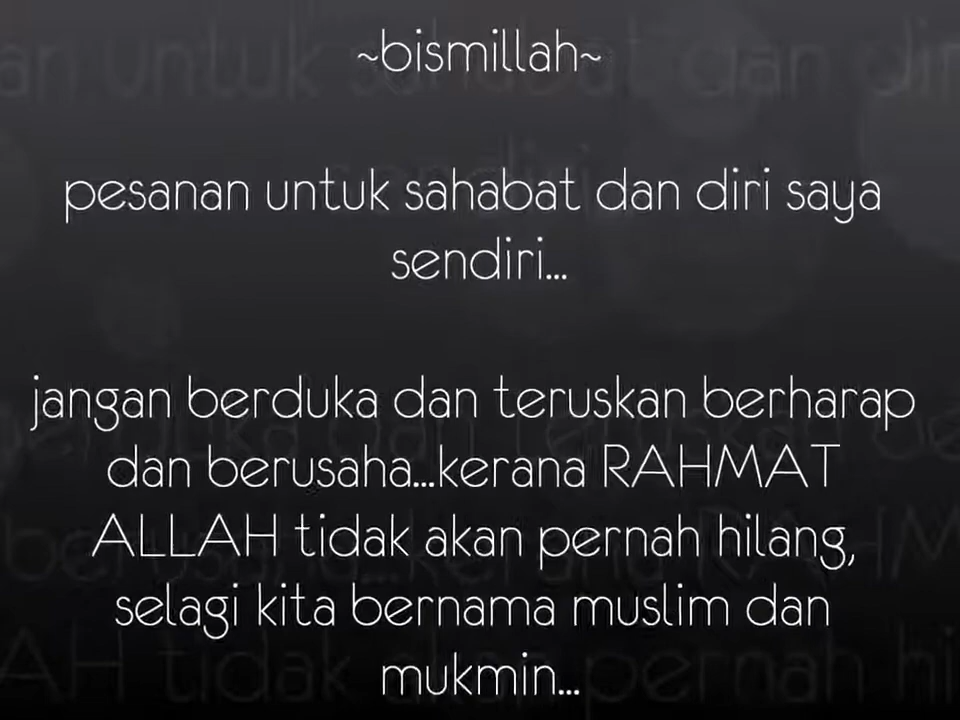 ~bismillah~
pesanan untuk sahabat dan diri saya
sendiri...
jangan berduka dan teruskan berharap
dan berusaha...kerana RAHMAT
ALLAH tidak akan pernah hilang,
selagi kita bernama muslim dan
mukmin...